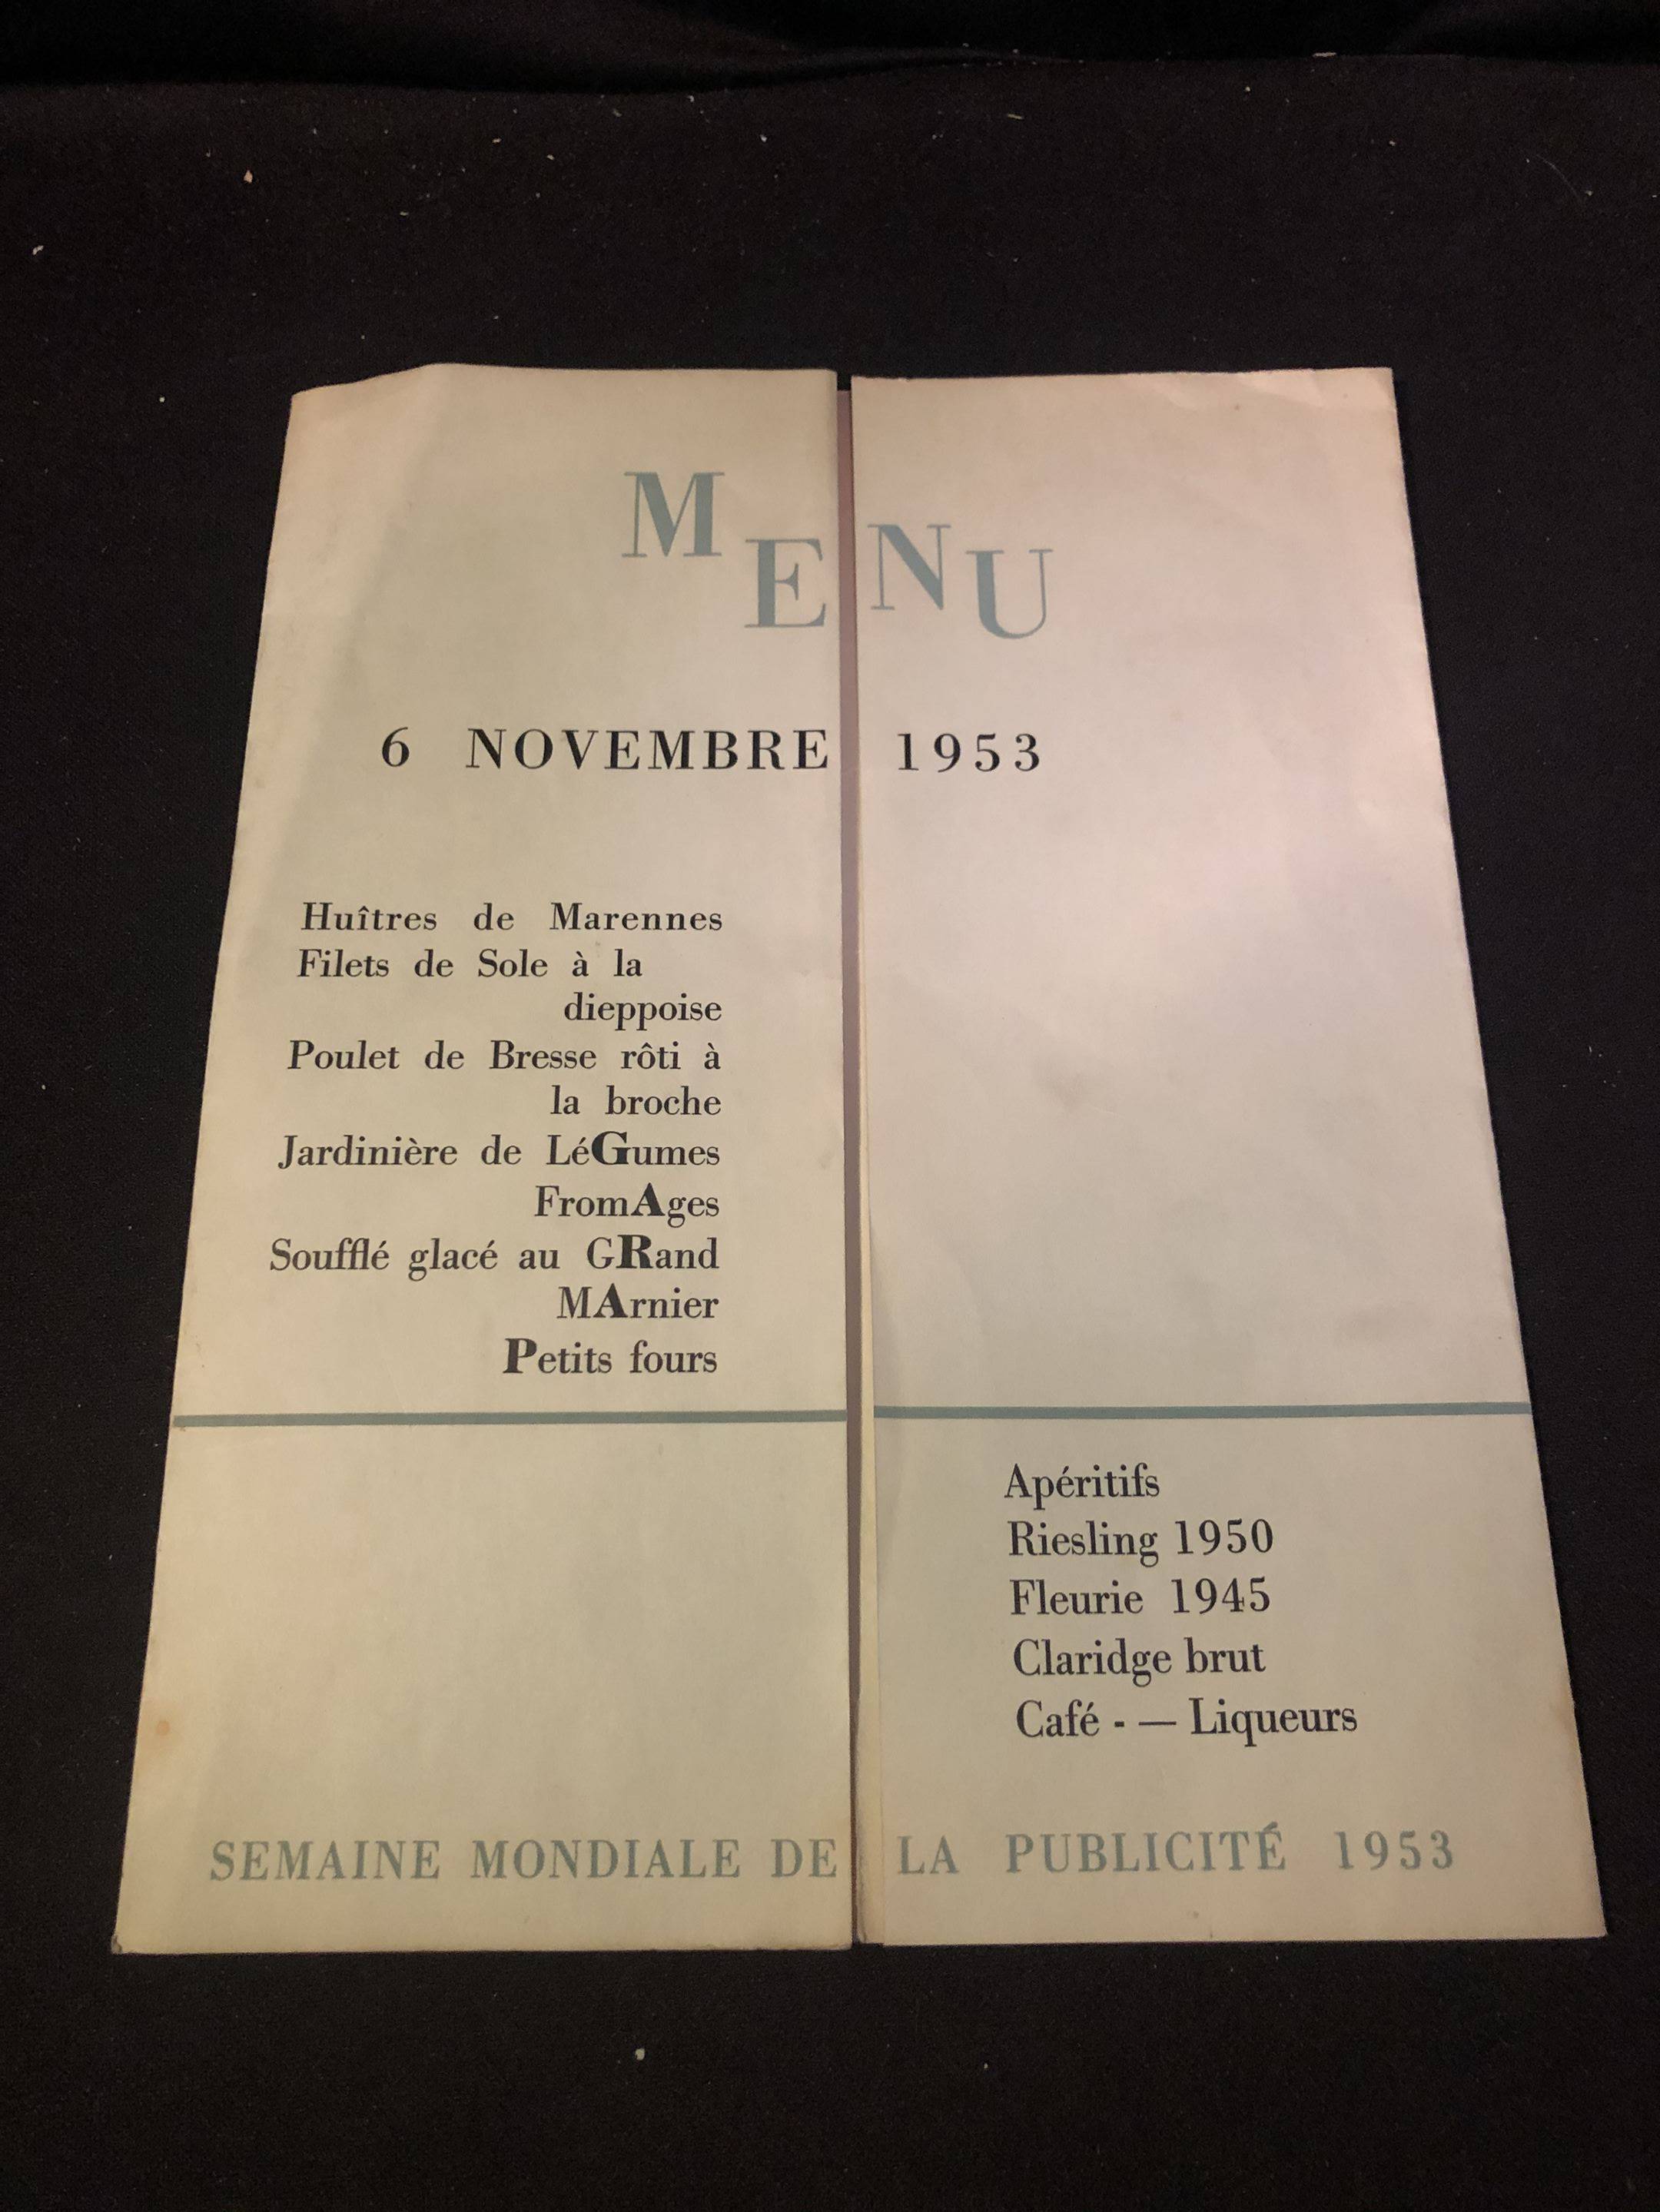 MENU
6 NOVEMBRE 1953
Huîtres de Marennes
Filets de Sole à la
dieppoise
Poulet de Bresse rôti à
la broche
Jardinière de LéGumes
FromAges
Soufflé glacé au GRand
MArnier
Petits fours
Apéritifs
Riesling 1950
Fleurie 1945
Claridge brut
Café - — Liqueurs
SEMAINE MONDIALE DE LA PUBLICITÉ 1953